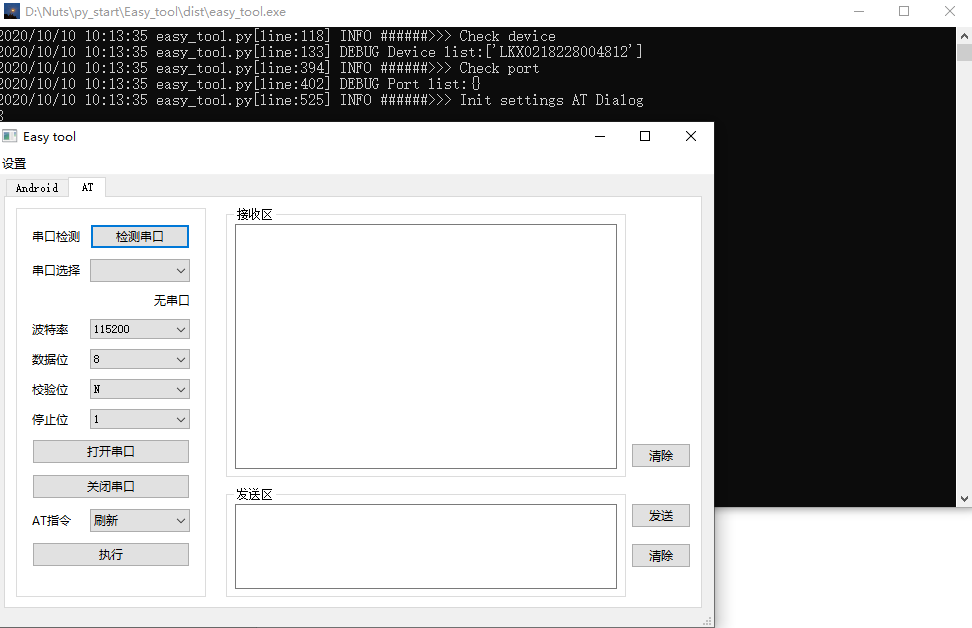 D:\Nuts\py_start\Easy_tool\dist\easy_tool.exe
2020/10/10 10:13:35 easy_tool.py[line:118] INFO ######>>> Check device
2020/10/10 10:13:35 easy_tool.py[line:133] DEBUG Device list:['LKX0218228004812']
2020/10/10 10:13:35 easy_tool.py[line:394] INFO ######>>> Check port
2020/10/10 10:13:35 easy_tool.py[line:402] DEBUG Port list:{}
2020/10/10 10:13:35 easy_tool.py[line:525] INFO ######>>> Init settings AT Dialog
Easy tool
设置
Android AT
串口检测 检测串口
串口选择
无串口
波特率 115200
数据位 8
校验位 N
停止位 1
打开串口
关闭串口
AT指令 刷新
执行
接收区
清除
发送区
发送
清除